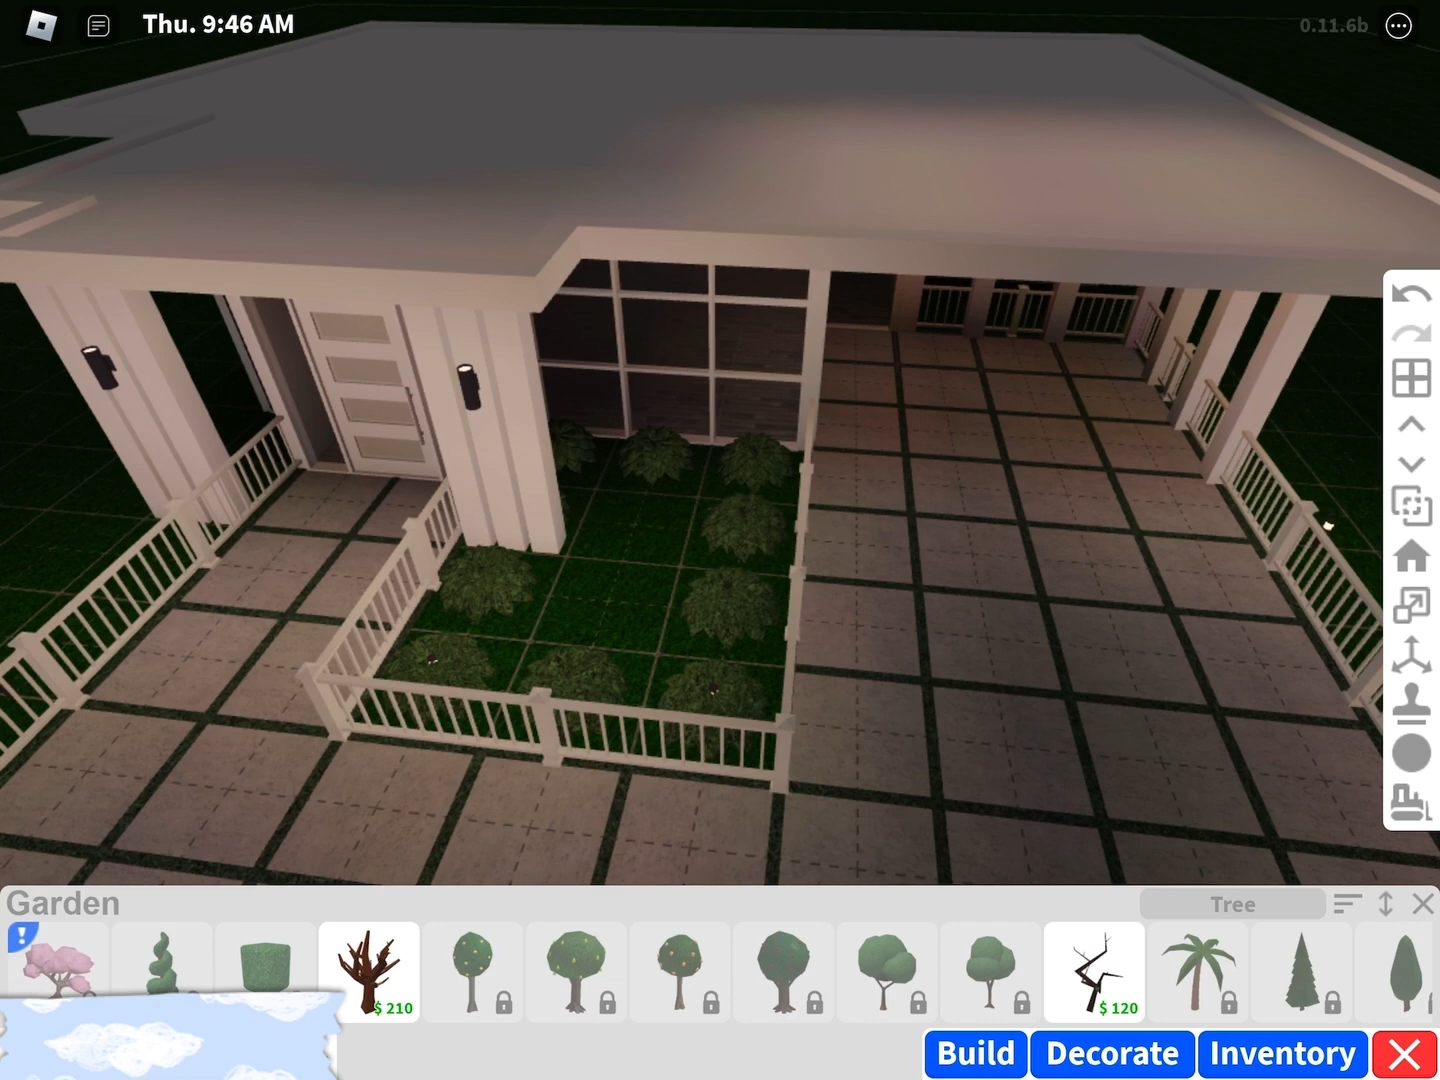 Thu. 9:46 AM
0.11.6b
Garden
Tree
!
$ 210
$ 120
Build
Decorate
Inventory